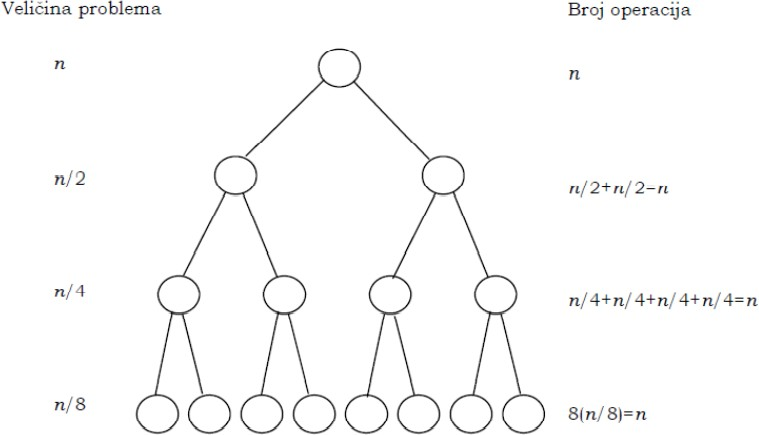 Veličina problema
Broj operacija
n
n
n/2
n/2+n/2–n
n/4
n/4+n/4+n/4+n/4=n
n/8
8(n/8)=n